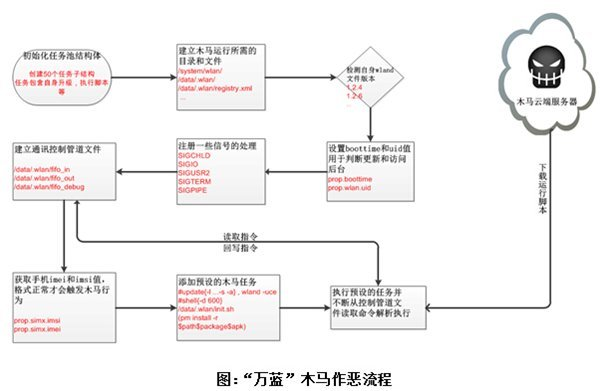 初始化任务池结构体
创建50个任务子结构
任务包含自身升级，执行脚本
等
建立木马运行所需的
目录和文件
/system/wlan/
/data/.wlan/
/data/.wlan/registry.xml
...
检测自身wland
文件版本
1.2.4
1.2.6
..
木马云端服务器
设置boottime和uid值
用于判断更新和访问
后台
prop.boottime
prop.wlan.uid
注册一些信号的处理
SIGCHLD
SIGIO
SIGUSR2
SIGTERM
SIGPIPE
建立通讯控制管道文件
/data/.wlan/fifo_in
/data/.wlan/fifo_out
/data/.wlan/fifo_debug
下载运行脚本
读取指令
回写指令
获取手机imei和imsi值，
格式正常才会触发木马行
为
prop.simx.imsi
prop.simx.imei
添加预设的木马任务
#update{-l ...-s -a} , wland -uce
#shell{-d 600}
/data/.wlan/init.sh
(pm install -r
$path$package$apk)
执行预设的任务并
不断从控制管道文
件读取命令解析执行
图：“万蓝”木马作恶流程